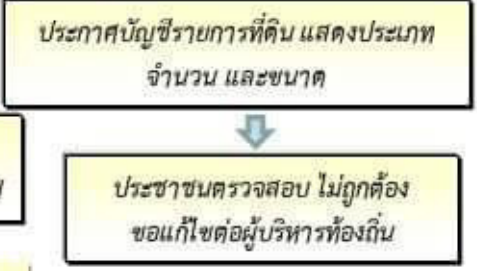 ประกาศบัญชีรายการที่ดิน แสดงประเภท
จำนวน และขนาด
ประชาชนตรวจสอบ ไม่ถูกต้อง
ขอแก้ไขต่อผู้บริหารท้องถิ่น